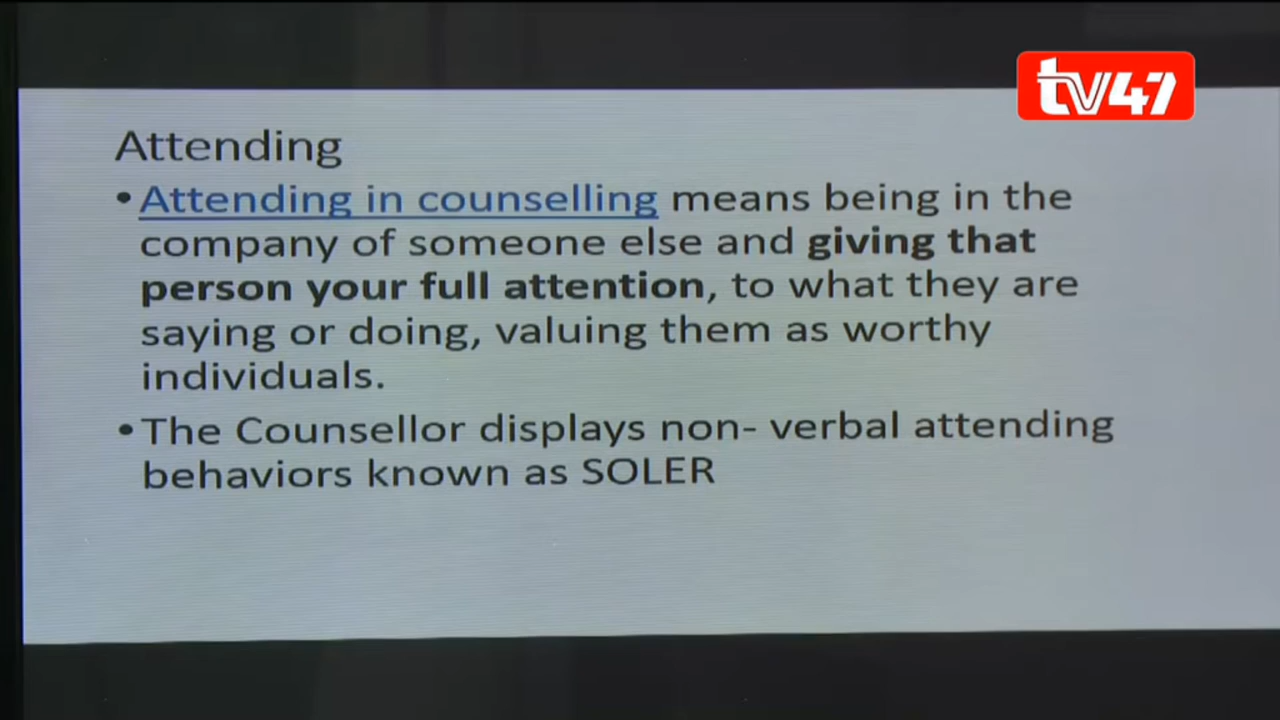 tv47
Attending
•Attending in counselling means being in the
company of someone else and giving that
person your full attention, to what they are
saying or doing, valuing them as worthy
individuals.
•The Counsellor displays non- verbal attending
behaviors known as SOLER